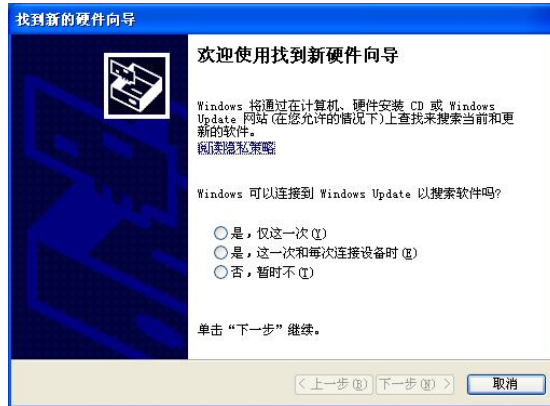 找到新的硬件向导
欢迎使用找到新硬件向导
Windows 将通过在计算机、硬件安装 CD 或 Windows
Update 网站(在您允许的情况下)上查找来搜索当前和更
新的软件。
阅读隐私策略
Windows 可以连接到 Windows Update 以搜索软件吗?
是，仅这一次(Y)
是，这一次和每次连接设备时(E)
否，暂时不(T)
单击“下一步”继续。
< 上一步(B) 下一步(N) > 取消